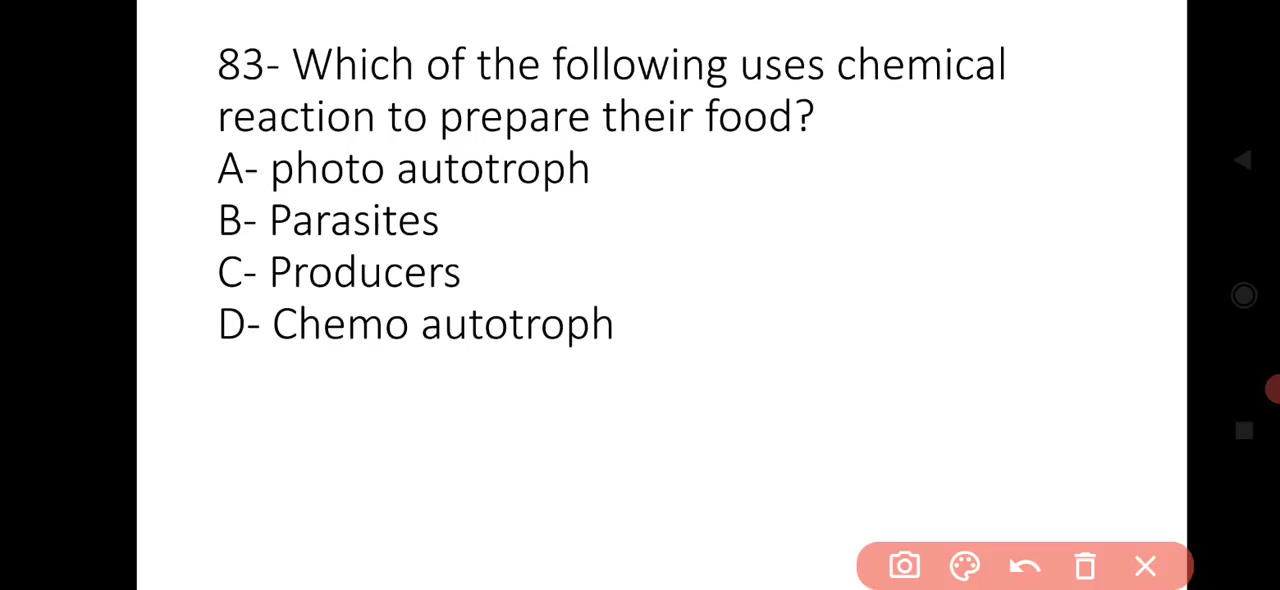 83- Which of the following uses chemical
reaction to prepare their food?
A- photo autotroph
B- Parasites
C- Producers
D- Chemo autotroph